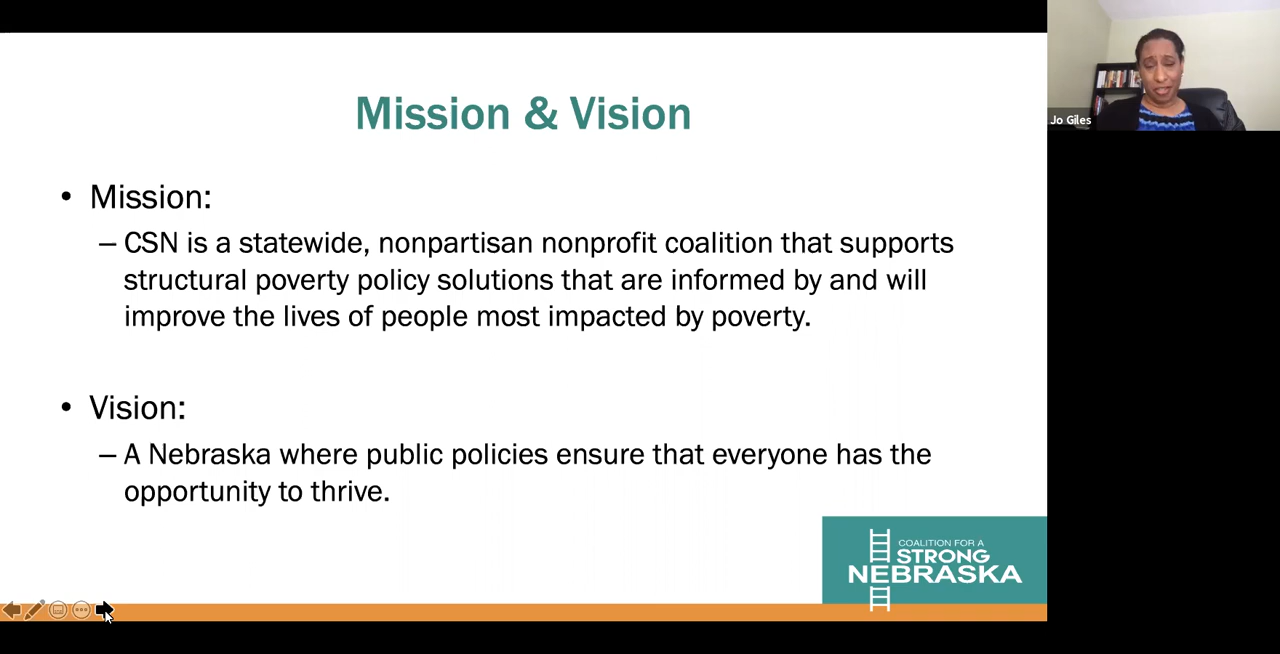 Mission & Vision
• Mission:
– CSN is a statewide, nonpartisan nonprofit coalition that supports
structural poverty policy solutions that are informed by and will
improve the lives of people most impacted by poverty.
• Vision:
– A Nebraska where public policies ensure that everyone has the
opportunity to thrive.
COALITION FOR A
STRONG
NEBRASKA
Jo Giles